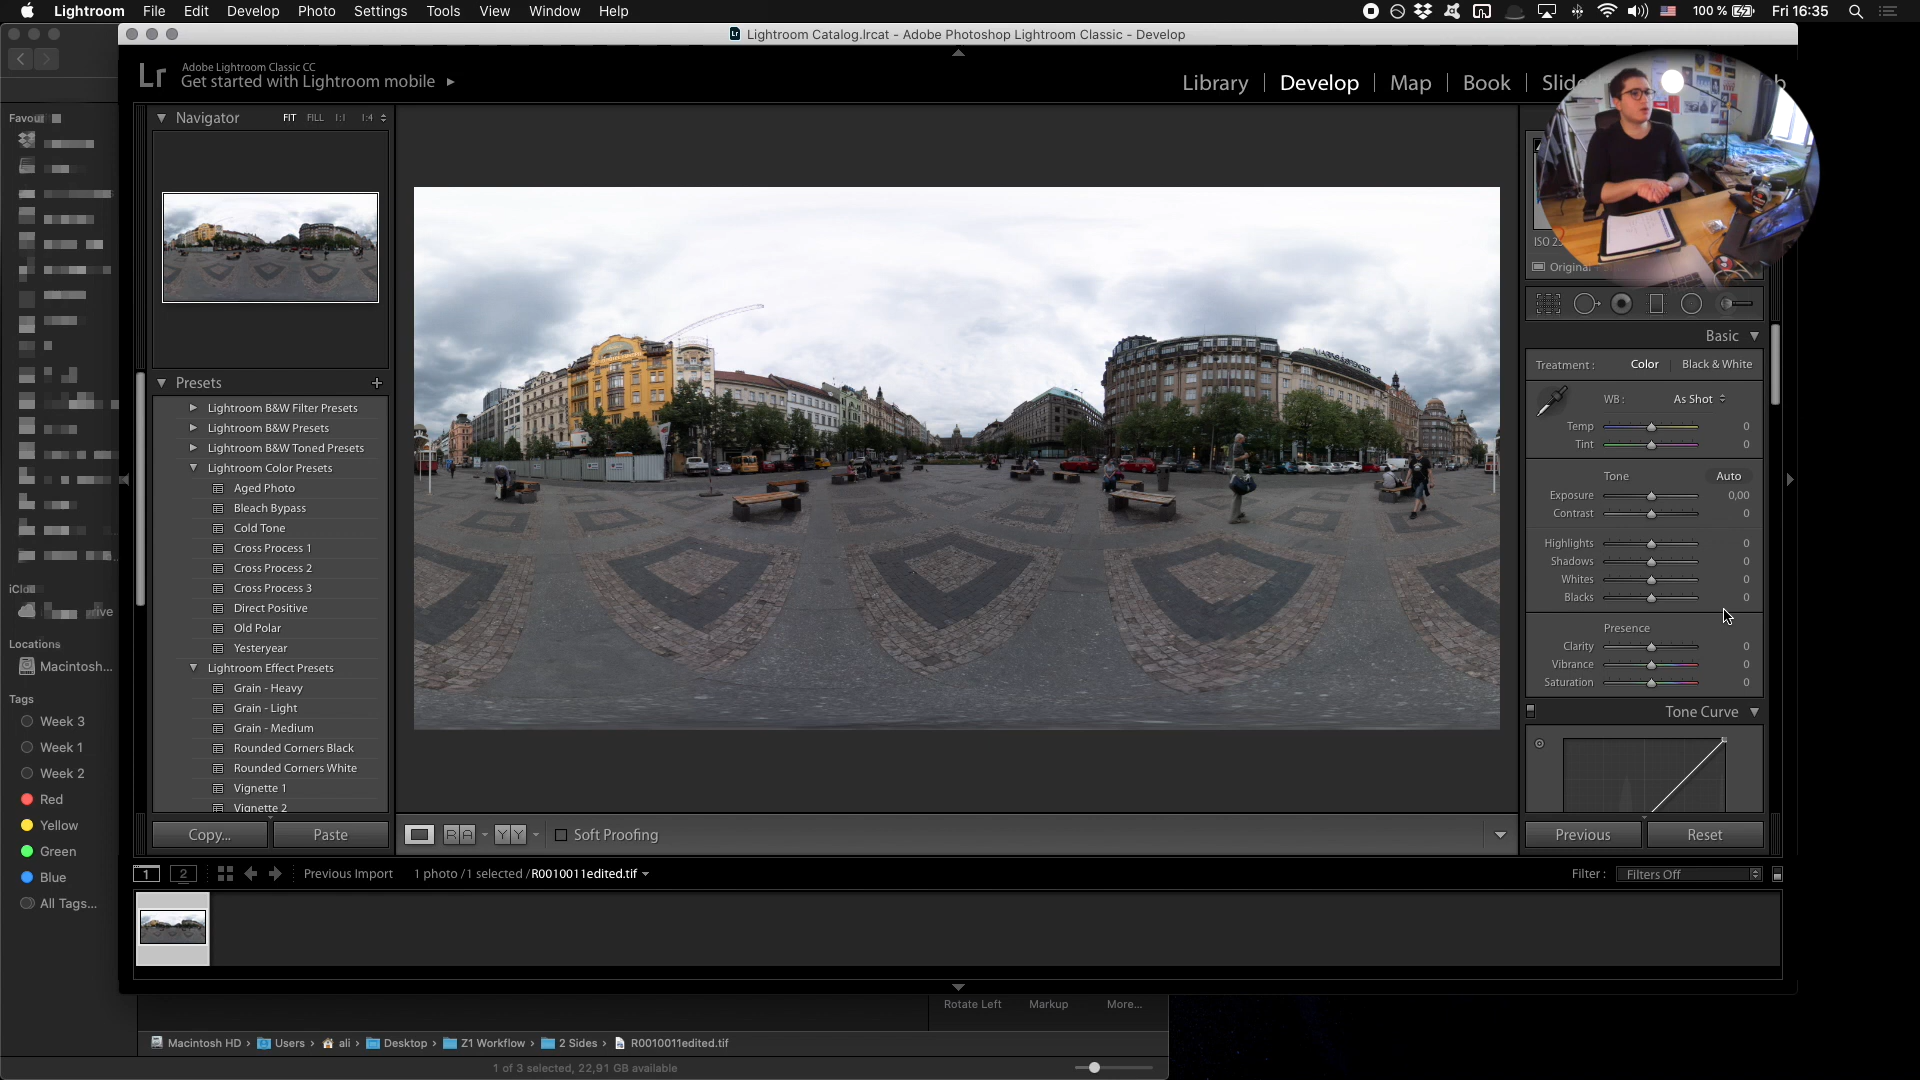 Lightroom File Edit Develop Photo Settings Tools View Window Help
100 % Fri 16:35
Lr Lightroom Catalog.lrcat - Adobe Photoshop Lightroom Classic - Develop
Lr Adobe Lightroom Classic CC
Get started with Lightroom mobile
Library | Develop | Map | Book |
Favou
iClo
rive
Locations
Macintosh...
Tags
Week 3
Week 1
Week 2
Red
Yellow
Green
Blue
All Tags...
Navigator FIT FILL 1:1 1:4
Presets +
Lightroom B&W Filter Presets
Lightroom B&W Presets
Lightroom B&W Toned Presets
Lightroom Color Presets
Aged Photo
Bleach Bypass
Cold Tone
Cross Process 1
Cross Process 2
Cross Process 3
Direct Positive
Old Polar
Yesteryear
Lightroom Effect Presets
Grain - Heavy
Grain - Light
Grain - Medium
Rounded Corners Black
Rounded Corners White
Vignette 1
Vignette 2
Copy... Paste
R A Y Y Soft Proofing
ISO
Basic
Treatment : Color | Black & White
WB : As Shot
Temp 0
Tint 0
Tone Auto
Exposure 0,00
Contrast 0
Highlights 0
Shadows 0
Whites 0
Blacks 0
Presence
Clarity 0
Vibrance 0
Saturation 0
Tone Curve
Previous Reset
1 2 Previous Import 1 photo / 1 selected / R0010011edited.tif
Filter : Filters Off
Rotate Left Markup More...
Macintosh HD › Users › ali › Desktop › Z1 Workflow › 2 Sides › R0010011edited.tif
1 of 3 selected, 22,91 GB available